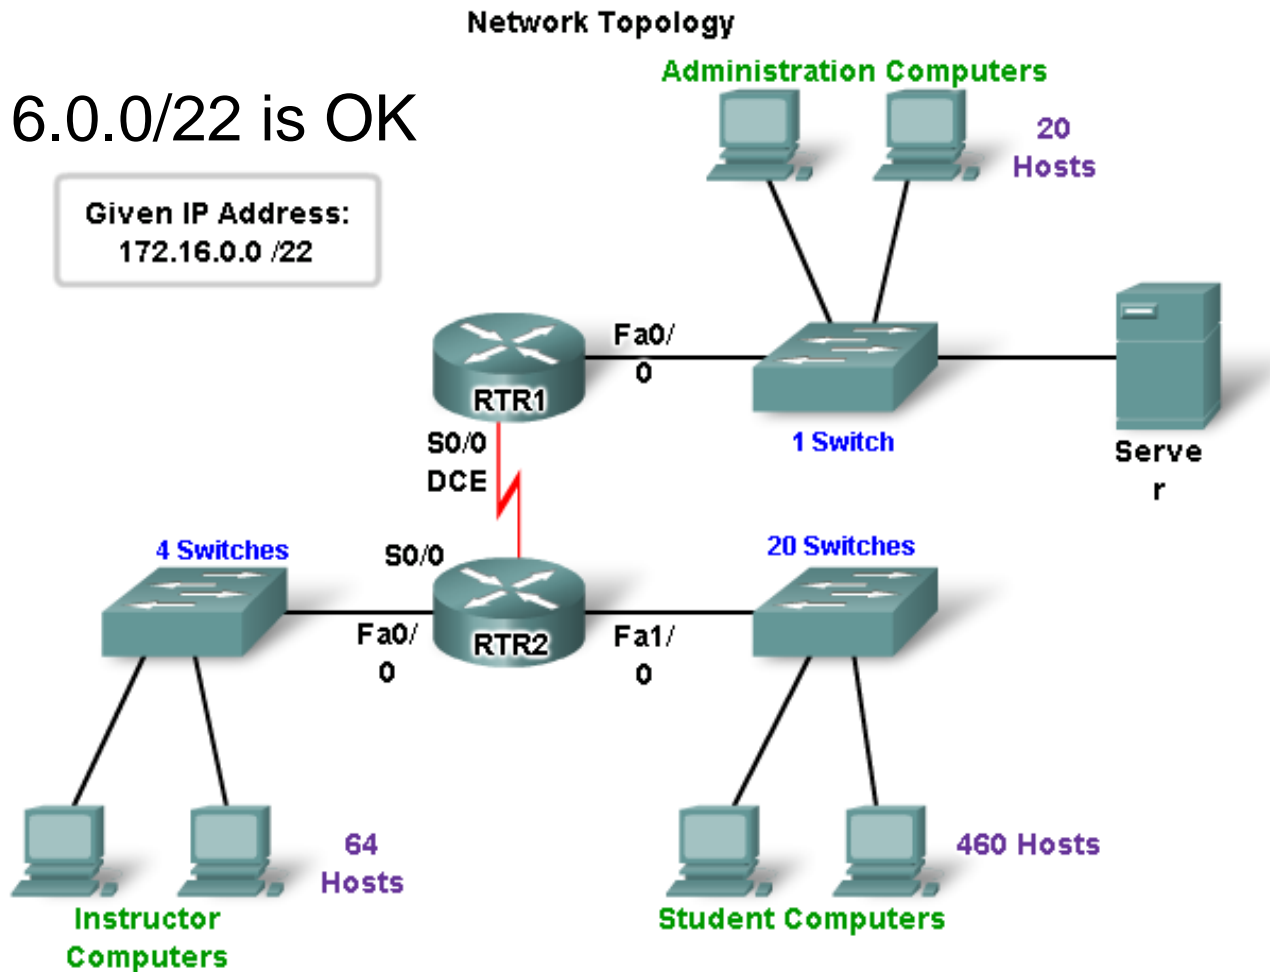 Network Topology
Administration Computers
6.0.0/22 is OK
20
Hosts
Given IP Address:
172.16.0.0 /22
Fa0/
0
RTR1
S0/0
DCE
1 Switch
Serve
r
4 Switches
S0/0
20 Switches
Fa0/
0
RTR2
Fa1/
0
64
Hosts
460 Hosts
Instructor
Computers
Student Computers